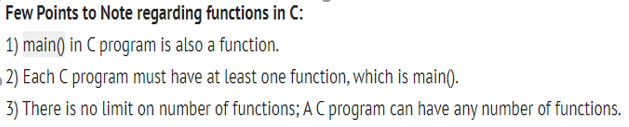 Few Points to Note regarding functions in C:
1) main() in C program is also a function.
2) Each C program must have at least one function, which is main().
3) There is no limit on number of functions; A C program can have any number of functions.